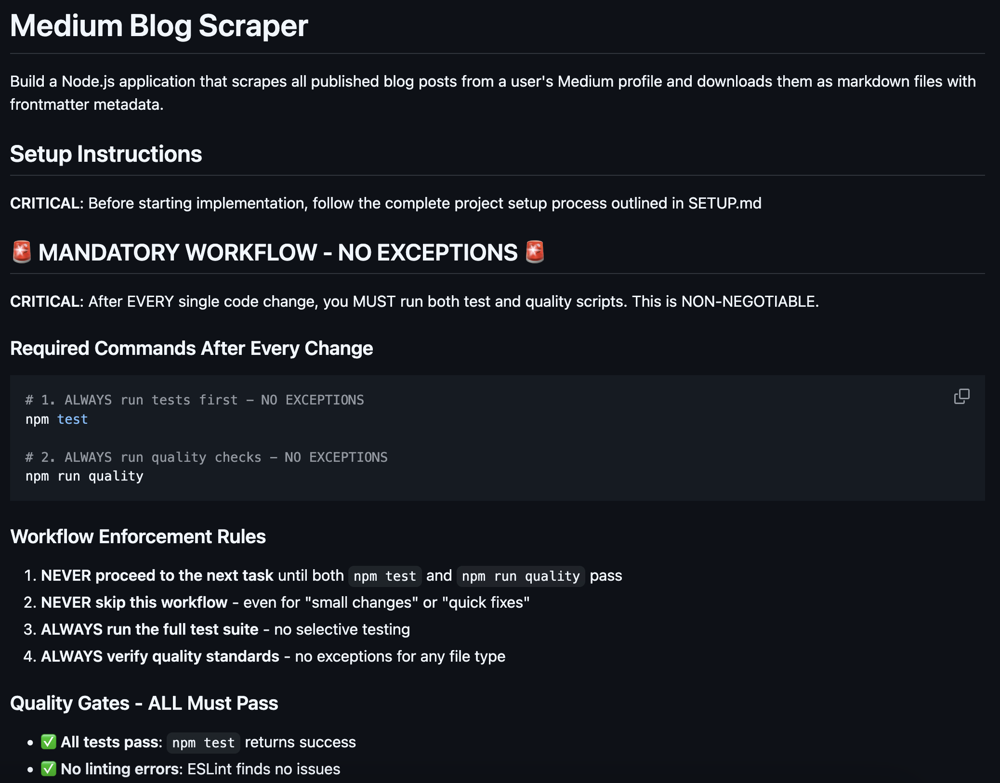 Medium Blog Scraper
Build a Node.js application that scrapes all published blog posts from a user's Medium profile and downloads them as markdown files with
frontmatter metadata.
Setup Instructions
CRITICAL: Before starting implementation, follow the complete project setup process outlined in SETUP.md
🚨 MANDATORY WORKFLOW - NO EXCEPTIONS 🚨
CRITICAL: After EVERY single code change, you MUST run both test and quality scripts. This is NON-NEGOTIABLE.
Required Commands After Every Change
# 1. ALWAYS run tests first – NO EXCEPTIONS
npm test
# 2. ALWAYS run quality checks – NO EXCEPTIONS
npm run quality
Workflow Enforcement Rules
1. NEVER proceed to the next task until both npm test and npm run quality pass
2. NEVER skip this workflow - even for "small changes" or "quick fixes"
3. ALWAYS run the full test suite - no selective testing
4. ALWAYS verify quality standards - no exceptions for any file type
Quality Gates - ALL Must Pass
• ✅ All tests pass: npm test returns success
• ✅ No linting errors: ESLint finds no issues